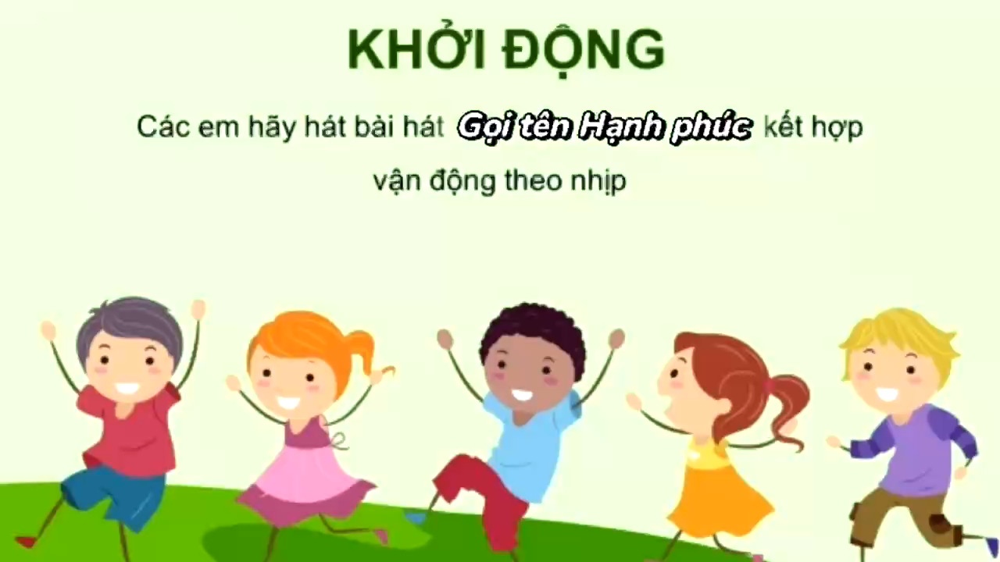 KHỞI ĐỘNG
Các em hãy hát bài hát Gọi tên Hạnh phúc kết hợp
vận động theo nhịp